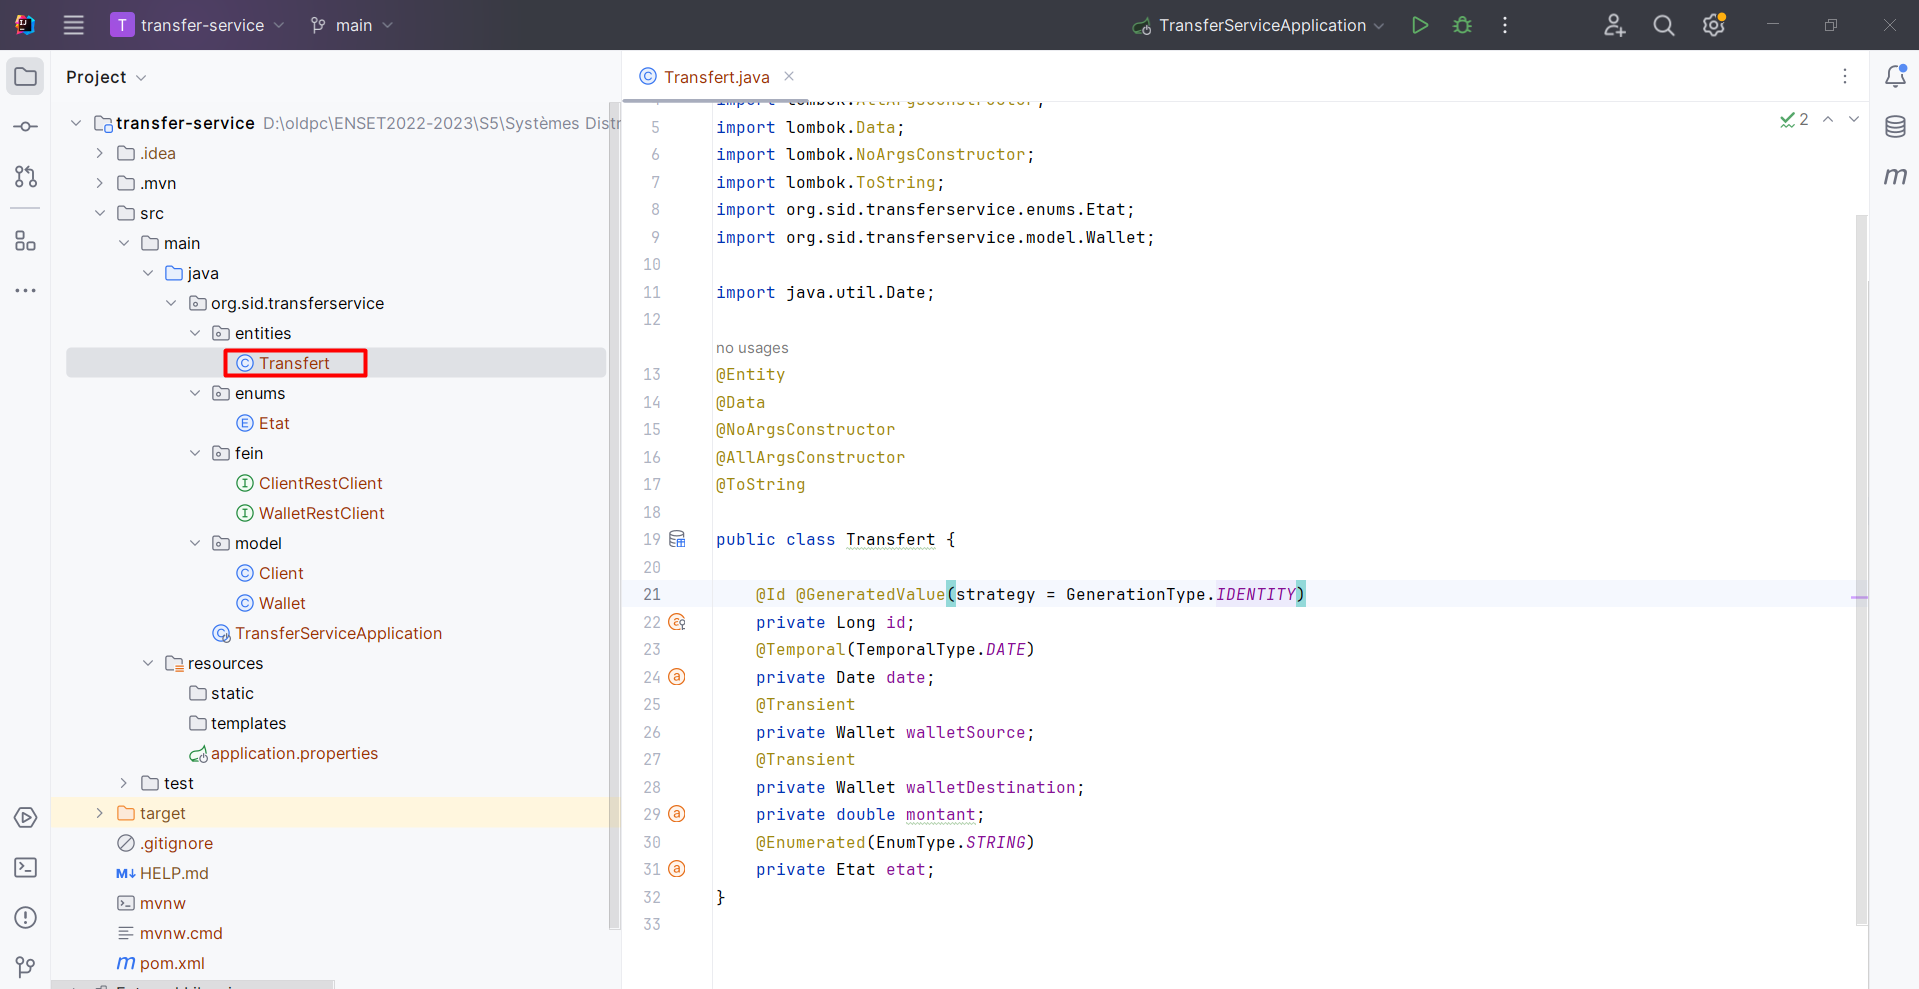 T transfer-service main TransferServiceApplication
Project
transfer-service D:\oldpc\ENSET2022-2023\S5\Systèmes Distr
.idea
.mvn
src
main
java
org.sid.transferservice
entities
Transfert
enums
Etat
fein
ClientRestClient
WalletRestClient
model
Client
Wallet
TransferServiceApplication
resources
static
templates
application.properties
test
target
.gitignore
M↓ HELP.md
mvnw
mvnw.cmd
m pom.xml
Transfert.java
2
import lombok.AllArgsConstructor;
5 import lombok.Data;
6 import lombok.NoArgsConstructor;
7 import lombok.ToString;
8 import org.sid.transferservice.enums.Etat;
9 import org.sid.transferservice.model.Wallet;
10
11 import java.util.Date;
12
no usages
13 @Entity
14 @Data
15 @NoArgsConstructor
16 @AllArgsConstructor
17 @ToString
18
19 public class Transfert {
20
21 @Id @GeneratedValue(strategy = GenerationType.IDENTITY)
22 private Long id;
23 @Temporal(TemporalType.DATE)
24 private Date date;
25 @Transient
26 private Wallet walletSource;
27 @Transient
28 private Wallet walletDestination;
29 private double montant;
30 @Enumerated(EnumType.STRING)
31 private Etat etat;
32 }
33
m